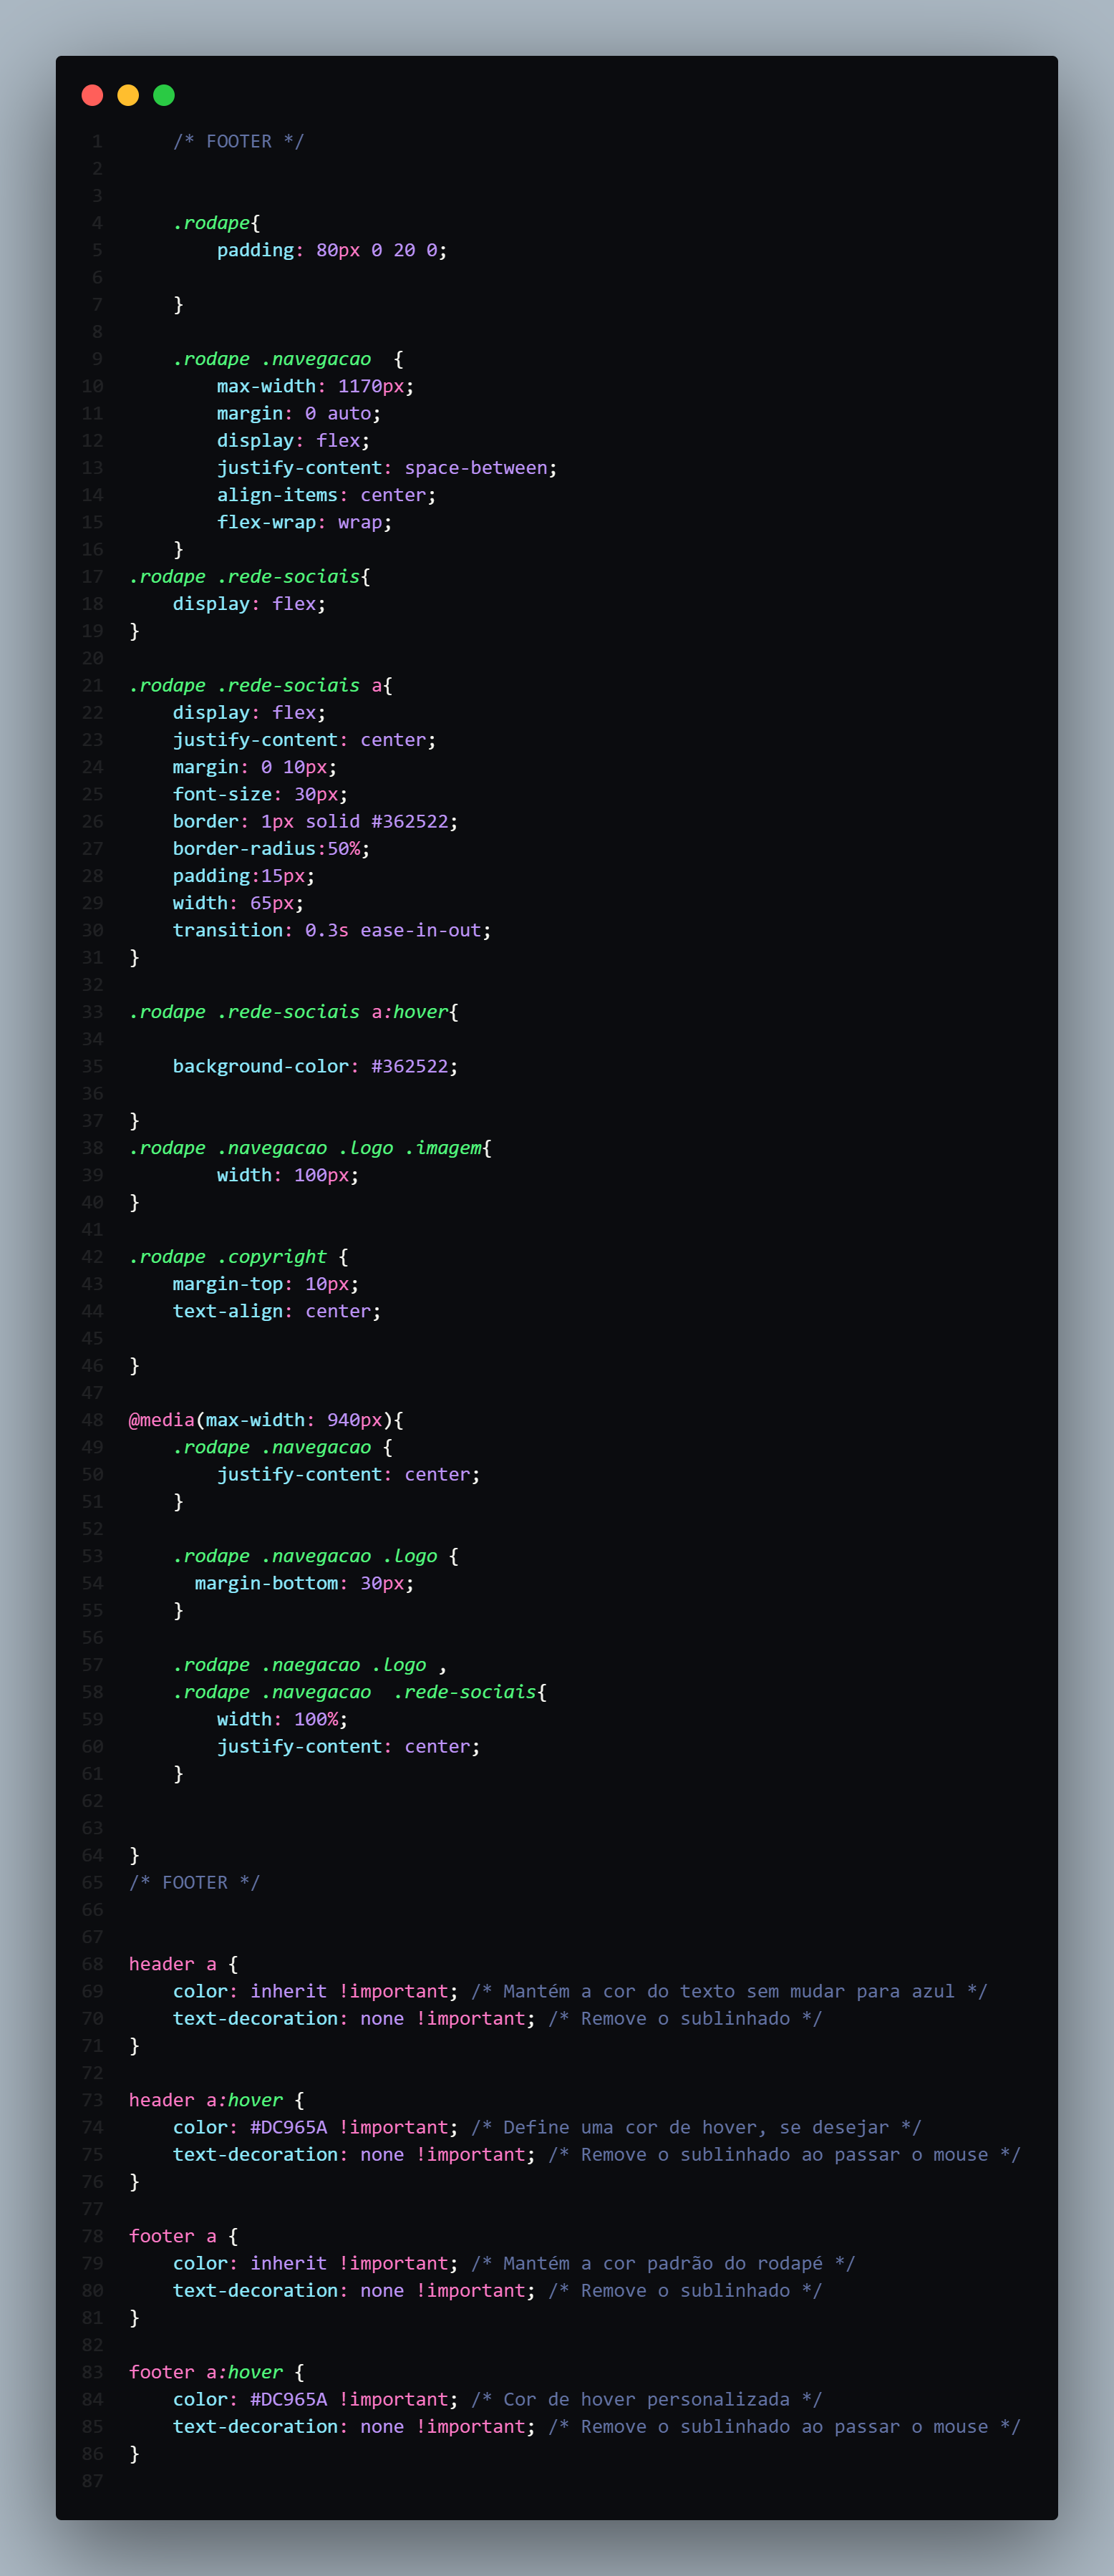 1 /* FOOTER */
2
3
4 .rodape{
5 padding: 80px 0 20 0;
6
7 }
8
9 .rodape .navegacao  {
10 max-width: 1170px;
11 margin: 0 auto;
12 display: flex;
13 justify-content: space-between;
14 align-items: center;
15 flex-wrap: wrap;
16 }
17 .rodape .rede-sociais{
18 display: flex;
19 }
20
21 .rodape .rede-sociais a{
22 display: flex;
23 justify-content: center;
24 margin: 0 10px;
25 font-size: 30px;
26 border: 1px solid #362522;
27 border-radius:50%;
28 padding:15px;
29 width: 65px;
30 transition: 0.3s ease-in-out;
31 }
32
33 .rodape .rede-sociais a:hover{
34
35 background-color: #362522;
36
37 }
38 .rodape .navegacao .logo .imagem{
39 width: 100px;
40 }
41
42 .rodape .copyright {
43 margin-top: 10px;
44 text-align: center;
45
46 }
47
48 @media(max-width: 940px){
49 .rodape .navegacao {
50 justify-content: center;
51 }
52
53 .rodape .navegacao .logo {
54 margin-bottom: 30px;
55 }
56
57 .rodape .naegacao .logo ,
58 .rodape .navegacao  .rede-sociais{
59 width: 100%;
60 justify-content: center;
61 }
62
63
64 }
65 /* FOOTER */
66
67
68 header a {
69 color: inherit !important; /* Mantém a cor do texto sem mudar para azul */
70 text-decoration: none !important; /* Remove o sublinhado */
71 }
72
73 header a:hover {
74 color: #DC965A !important; /* Define uma cor de hover, se desejar */
75 text-decoration: none !important; /* Remove o sublinhado ao passar o mouse */
76 }
77
78 footer a {
79 color: inherit !important; /* Mantém a cor padrão do rodapé */
80 text-decoration: none !important; /* Remove o sublinhado */
81 }
82
83 footer a:hover {
84 color: #DC965A !important; /* Cor de hover personalizada */
85 text-decoration: none !important; /* Remove o sublinhado ao passar o mouse */
86 }
87